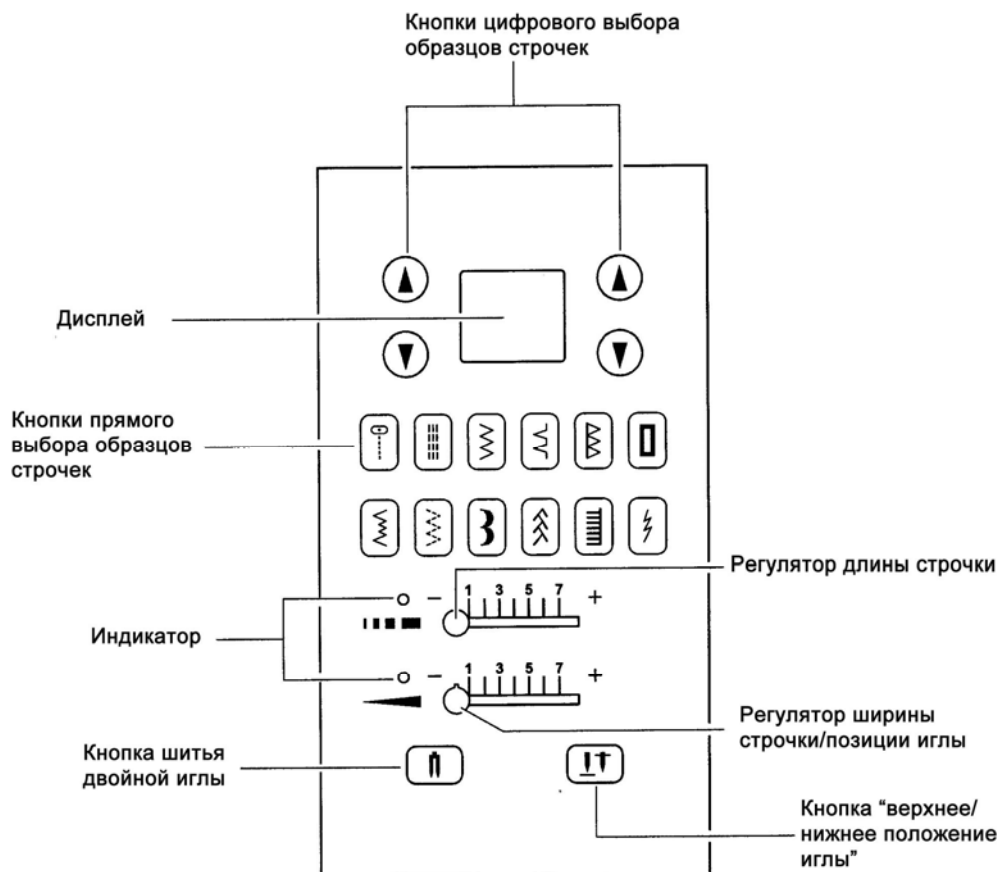 Кнопки цифрового выбора
образцов строчек
Дисплей
Кнопки прямого
выбора образцов
строчек
Регулятор длины строчки
− 1 3 5 7 +
Индикатор
− 1 3 5 7 +
Регулятор ширины
строчки/позиции иглы
Кнопка шитья
двойной иглы
Кнопка “верхнее/
нижнее положение
иглы”